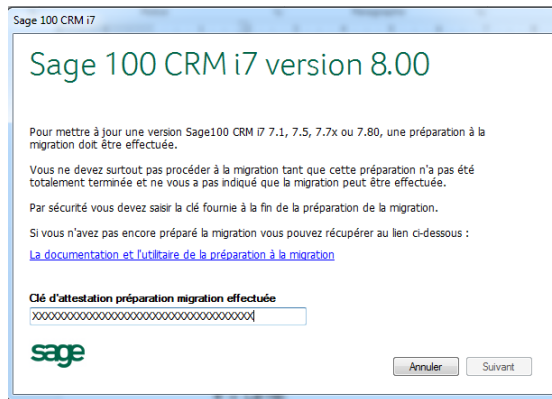 Sage 100 CRM i7
Sage 100 CRM i7 version 8.00
Pour mettre à jour une version Sage100 CRM i7 7.1, 7.5, 7.7x ou 7.80, une préparation à la
migration doit être effectuée.
Vous ne devez surtout pas procéder à la migration tant que cette préparation n'a pas été
totalement terminée et ne vous a pas indiqué que la migration peut être effectuée.
Par sécurité vous devez saisir la clé fournie à la fin de la préparation de la migration.
Si vous n'avez pas encore préparé la migration vous pouvez récupérer au lien ci-dessous :
La documentation et l'utilitaire de la préparation à la migration
Clé d'attestation préparation migration effectuée
XXXXXXXXXXXXXXXXXXXXXXXXXXXXXXXXXXX
sage
Annuler
Suivant